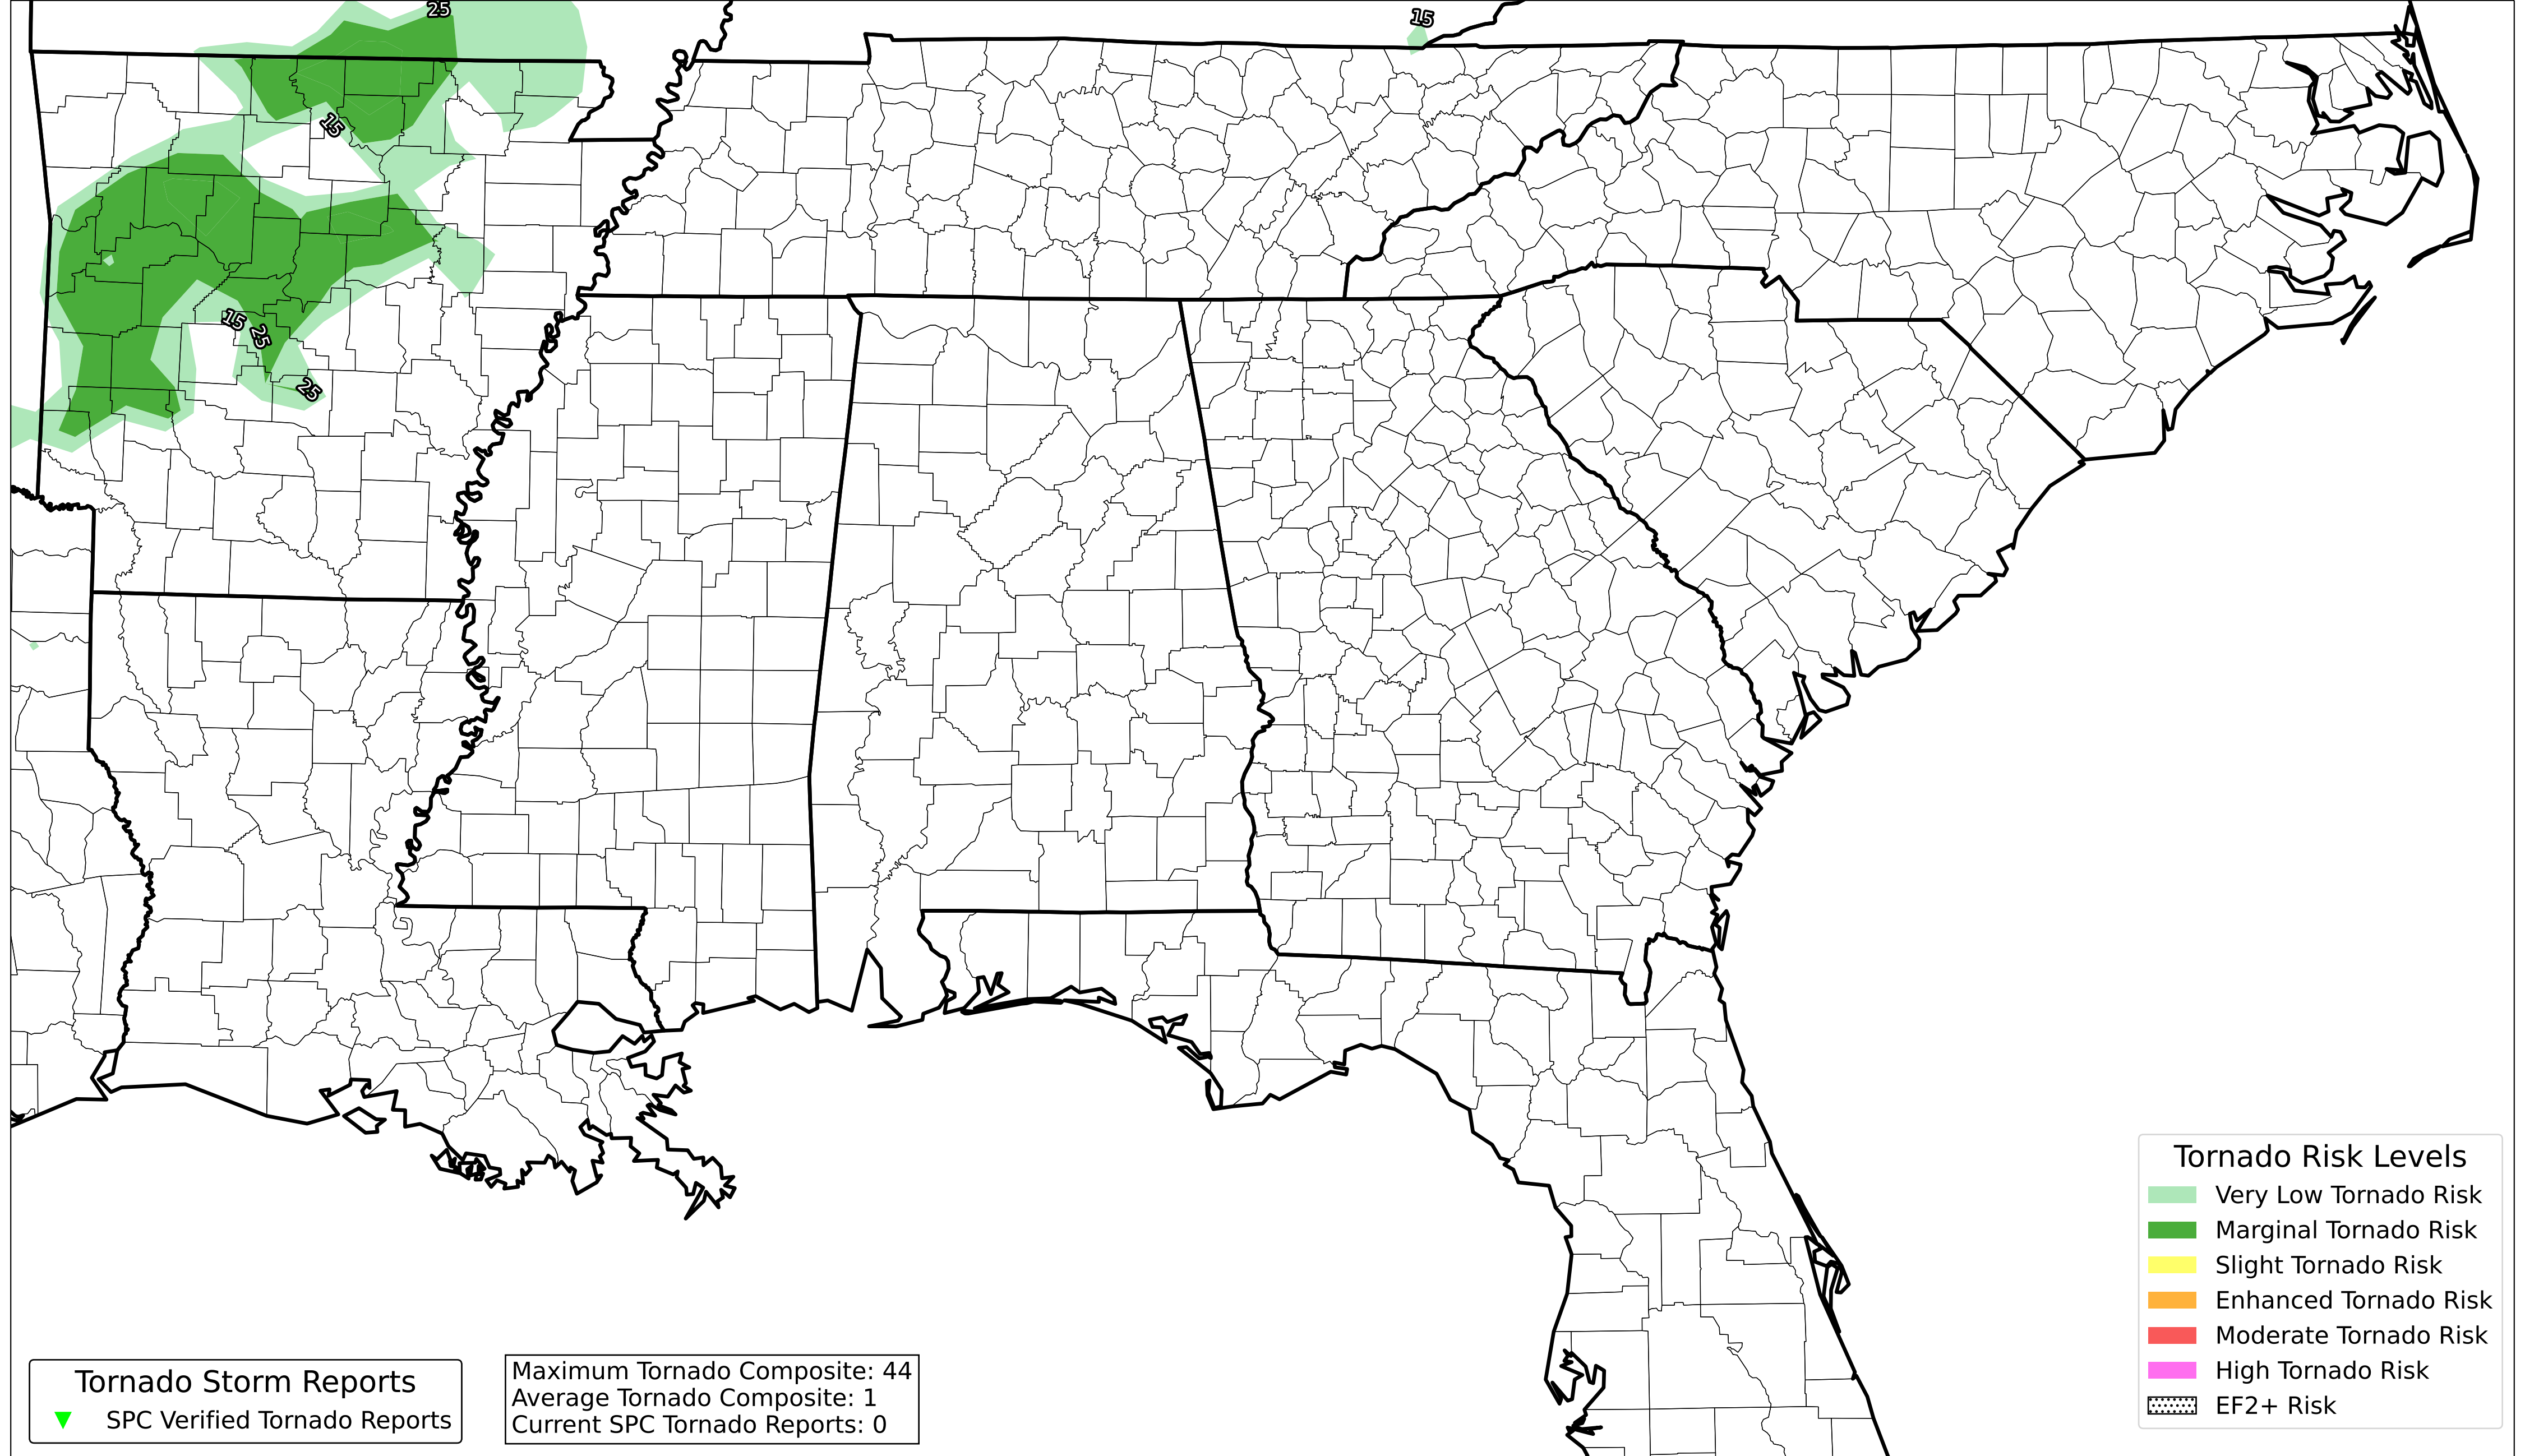 25
15
15
15
25
25
Tornado Risk Levels
Very Low Tornado Risk
Marginal Tornado Risk
Slight Tornado Risk
Enhanced Tornado Risk
Moderate Tornado Risk
High Tornado Risk
EF2+ Risk
Tornado Storm Reports
SPC Verified Tornado Reports
Maximum Tornado Composite: 44
Average Tornado Composite: 1
Current SPC Tornado Reports: 0